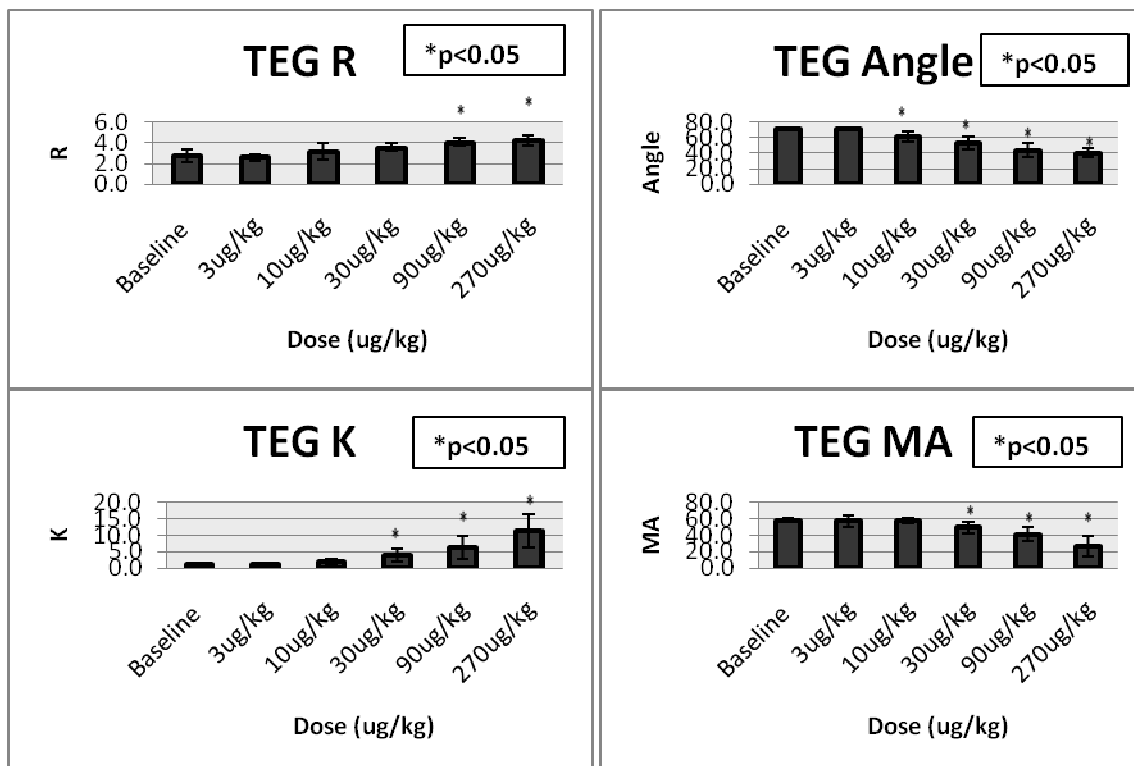 TEG R
*p<0.05
R
6.0
4.0
2.0
0.0
* *
Baseline
3ug/kg
10ug/kg
30ug/kg
90ug/kg
270ug/kg
Dose (ug/kg)
TEG Angle
*p<0.05
Angle
80.0
60.0
40.0
20.0
0.0
* * * *
Baseline
3ug/kg
10ug/kg
30ug/kg
90ug/kg
270ug/kg
Dose (ug/kg)
TEG K
*p<0.05
K
20.0
15.0
10.0
5.0
0.0
* * *
Baseline
3ug/kg
10ug/kg
30ug/kg
90ug/kg
270ug/kg
Dose (ug/kg)
TEG MA
*p<0.05
MA
80.0
60.0
40.0
20.0
0.0
* * *
Baseline
3ug/kg
10ug/kg
30ug/kg
90ug/kg
270ug/kg
Dose (ug/kg)